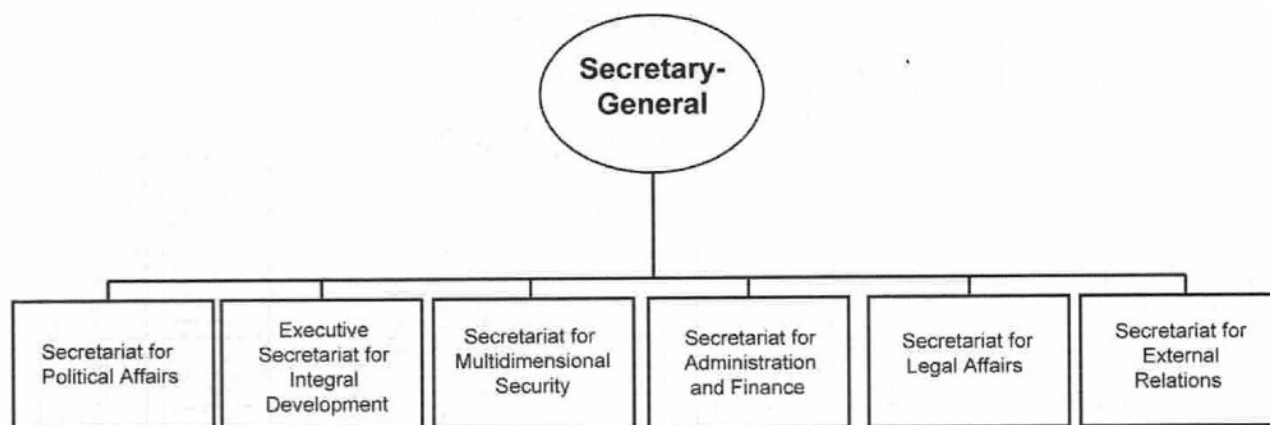 Secretary-
General
Secretariat for
Political Affairs
Executive
Secretariat for
Integral
Development
Secretariat for
Multidimensional
Security
Secretariat for
Administration
and Finance
Secretariat for
Legal Affairs
Secretariat for
External
Relations